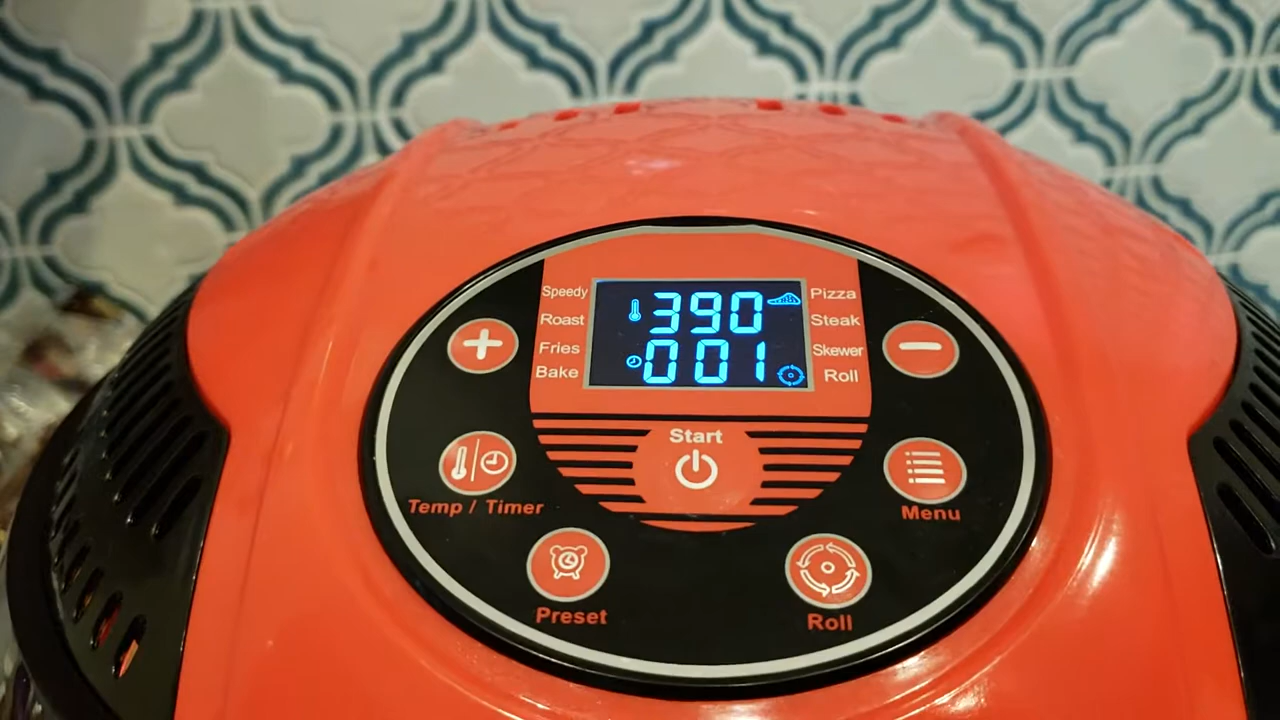 Speedy
Roast
Fries
Bake
390
001
Pizza
Steak
Skewer
Roll
Start
Temp / Timer
Menu
Preset
Roll